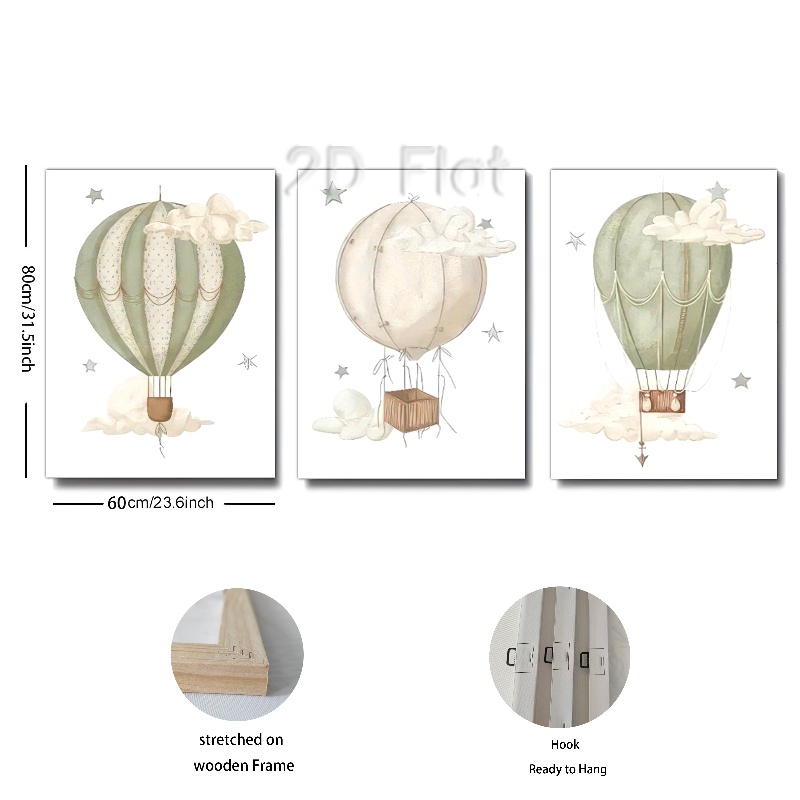 2D Flat
80cm/31.5inch
60cm/23.6inch
stretched on
wooden Frame
Hook
Ready to Hang